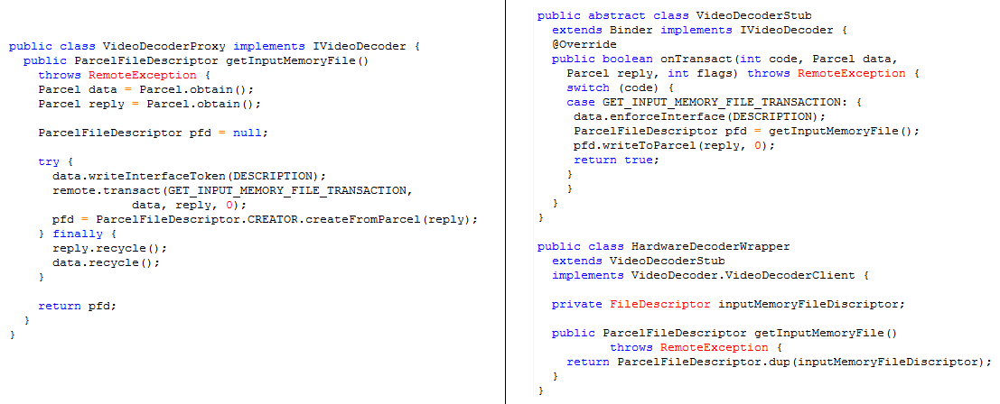 public class VideoDecoderProxy implements IVideoDecoder {
public ParcelFileDescriptor getInputMemoryFile()
throws RemoteException {
Parcel data = Parcel.obtain();
Parcel reply = Parcel.obtain();
ParcelFileDescriptor pfd = null;
try {
data.writeInterfaceToken(DESCRIPTION);
remote.transact(GET_INPUT_MEMORY_FILE_TRANSACTION,
data, reply, 0);
pfd = ParcelFileDescriptor.CREATOR.createFromParcel(reply);
} finally {
reply.recycle();
data.recycle();
}
return pfd;
}
}
public abstract class VideoDecoderStub
extends Binder implements IVideoDecoder {
@Override
public boolean onTransact(int code, Parcel data,
Parcel reply, int flags) throws RemoteException {
switch (code) {
case GET_INPUT_MEMORY_FILE_TRANSACTION: {
data.enforceInterface(DESCRIPTION);
ParcelFileDescriptor pfd = getInputMemoryFile();
pfd.writeToParcel(reply, 0);
return true;
}
}
}
}
public class HardwareDecoderWrapper
extends VideoDecoderStub
implements VideoDecoder.VideoDecoderClient {
private FileDescriptor inputMemoryFileDiscriptor;
public ParcelFileDescriptor getInputMemoryFile()
throws RemoteException {
return ParcelFileDescriptor.dup(inputMemoryFileDiscriptor);
}
}